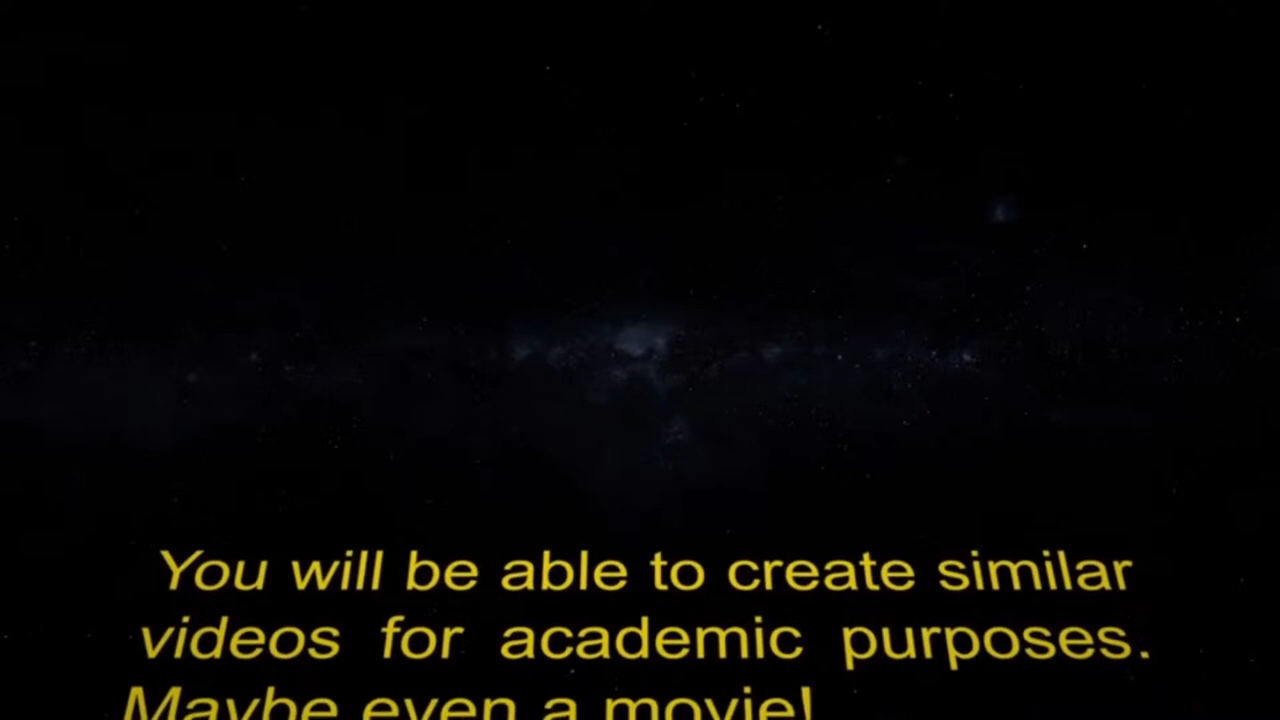 You will be able to create similar
videos for academic purposes.
Maybe even a movie!